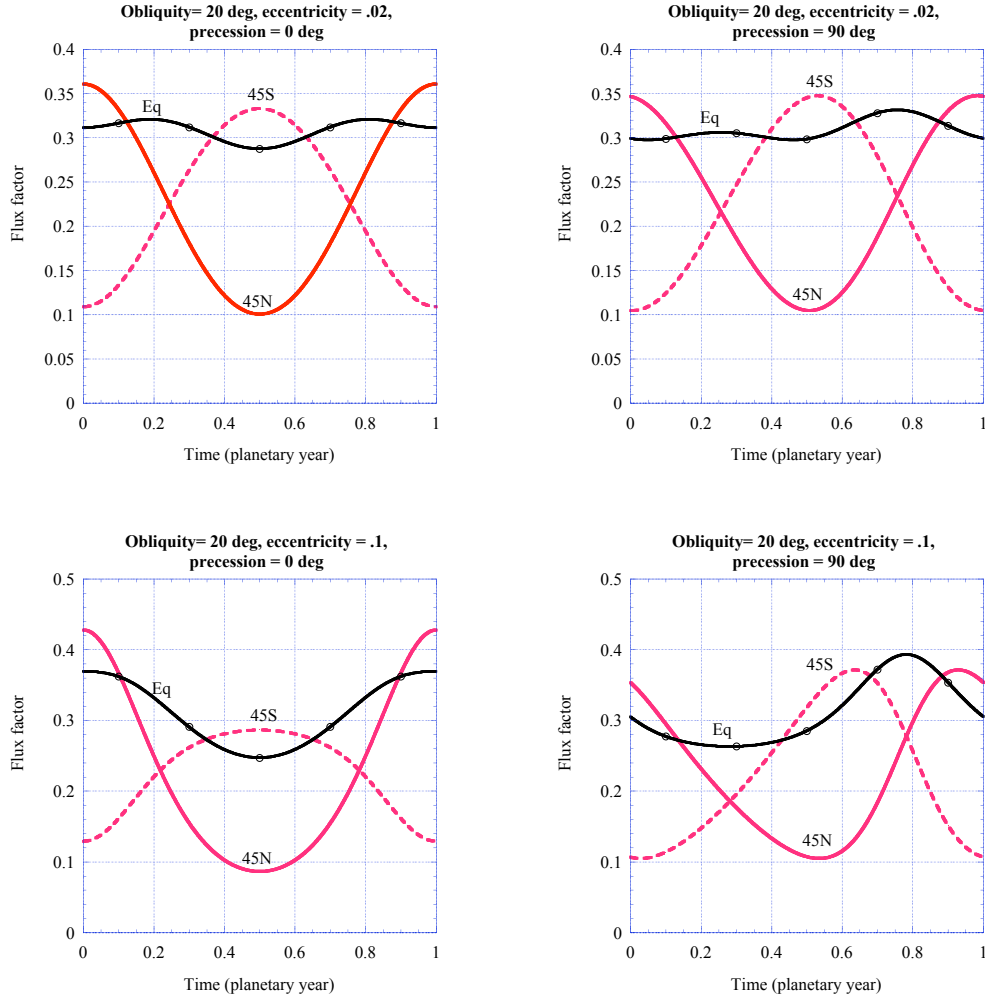 Obliquity= 20 deg, eccentricity = .02,
precession = 0 deg
0.4
0.35
0.3
0.25
0.2
0.15
0.1
0.05
0
Flux factor
Eq
45S
45N
0
0.2
0.4
0.6
0.8
1
Time (planetary year)
Obliquity= 20 deg, eccentricity = .02,
precession = 90 deg
0.4
0.35
0.3
0.25
0.2
0.15
0.1
0.05
0
Flux factor
Eq
45S
45N
0
0.2
0.4
0.6
0.8
1
Time (planetary year)
Obliquity= 20 deg, eccentricity = .1,
precession = 0 deg
0.5
0.4
0.3
0.2
0.1
0
Flux factor
Eq
45S
45N
0
0.2
0.4
0.6
0.8
1
Time (planetary year)
Obliquity= 20 deg, eccentricity = .1,
precession = 90 deg
0.5
0.4
0.3
0.2
0.1
0
Flux factor
45S
Eq
45N
0
0.2
0.4
0.6
0.8
1
Time (planetary year)